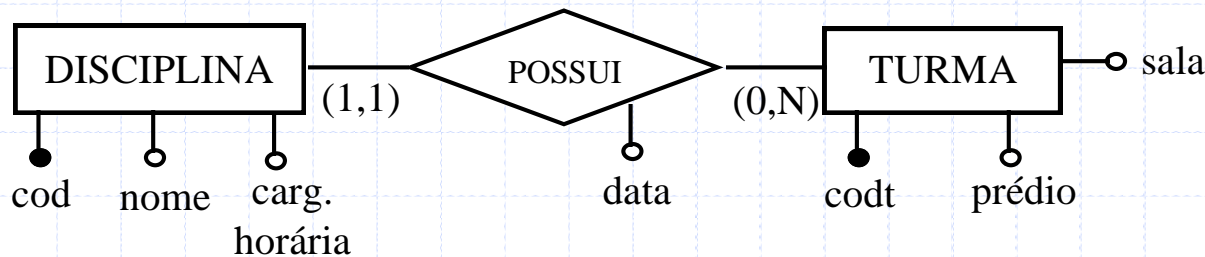 DISCIPLINA
POSSUI
TURMA
sala
(1,1)
(0,N)
cod
nome
carg.
horária
data
codt
prédio